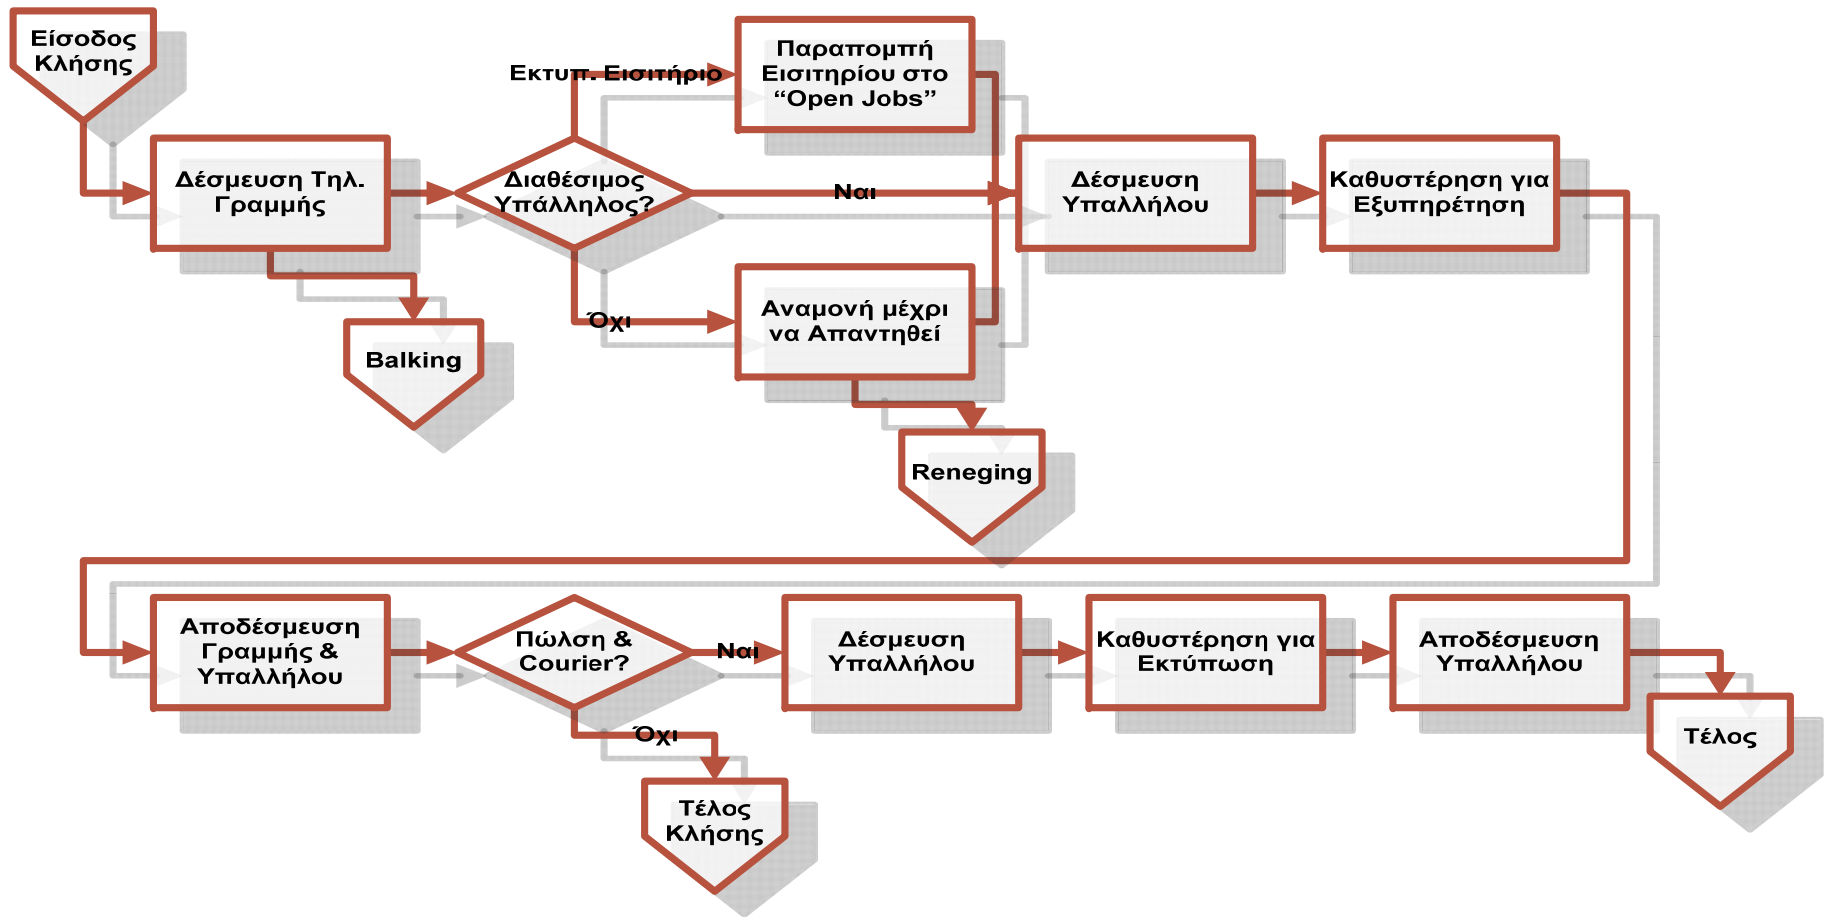 Είσοδος
Κλήσης
Δέσμευση Τηλ.
Γραμμής
Balking
Διαθέσιμος
Υπάλληλος?
Εκτυπ. Εισιτήριο
Παραπομπή
Εισιτηρίου στο
“Open Jobs”
Ναι
Όχι
Αναμονή μέχρι
να Απαντηθεί
Reneging
Δέσμευση
Υπαλλήλου
Καθυστέρηση για
Εξυπηρέτηση
Αποδέσμευση
Γραμμής &
Υπαλλήλου
Πώλση &
Courier?
Ναι
Όχι
Τέλος
Κλήσης
Δέσμευση
Υπαλλήλου
Καθυστέρηση για
Εκτύπωση
Αποδέσμευση
Υπαλλήλου
Τέλος